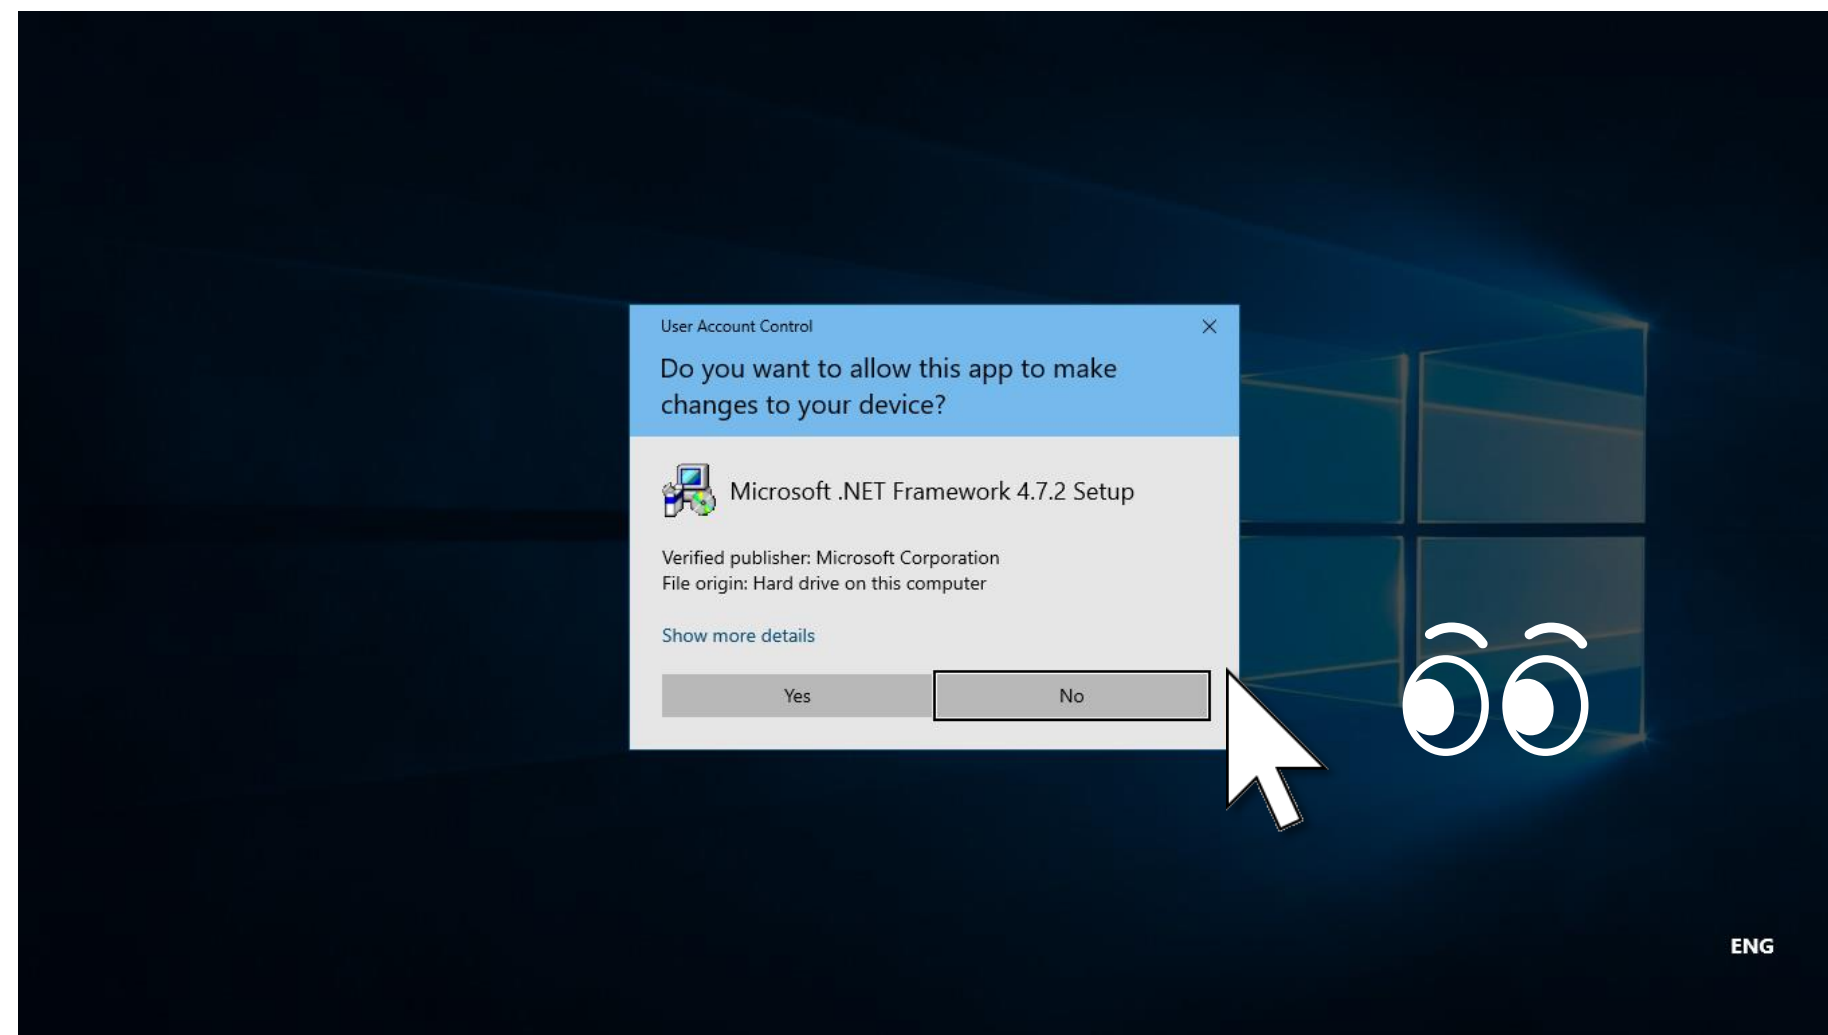 User Account Control
Do you want to allow this app to make
changes to your device?
Microsoft .NET Framework 4.7.2 Setup
Verified publisher: Microsoft Corporation
File origin: Hard drive on this computer
Show more details
Yes
No
ENG